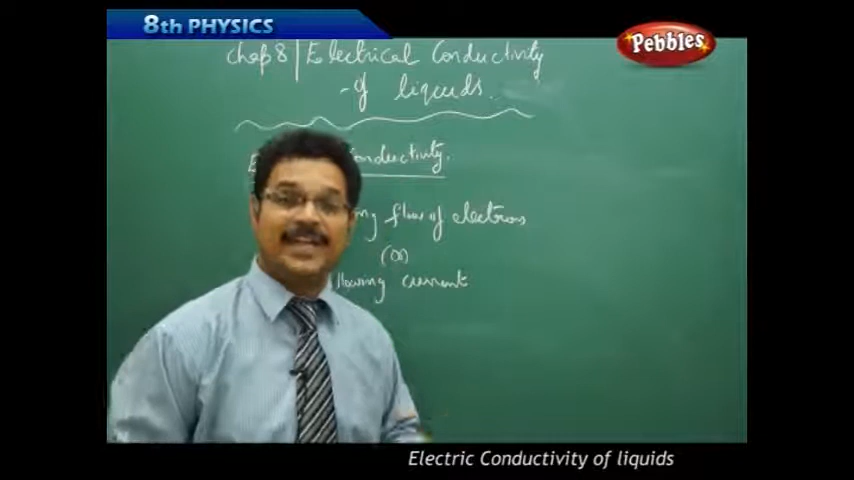 8th PHYSICS
Pebbles
Chap 8 | Electrical Conductivity
of liquids.
Conductivity.
flow of electrons
(or)
current
Electric Conductivity of liquids